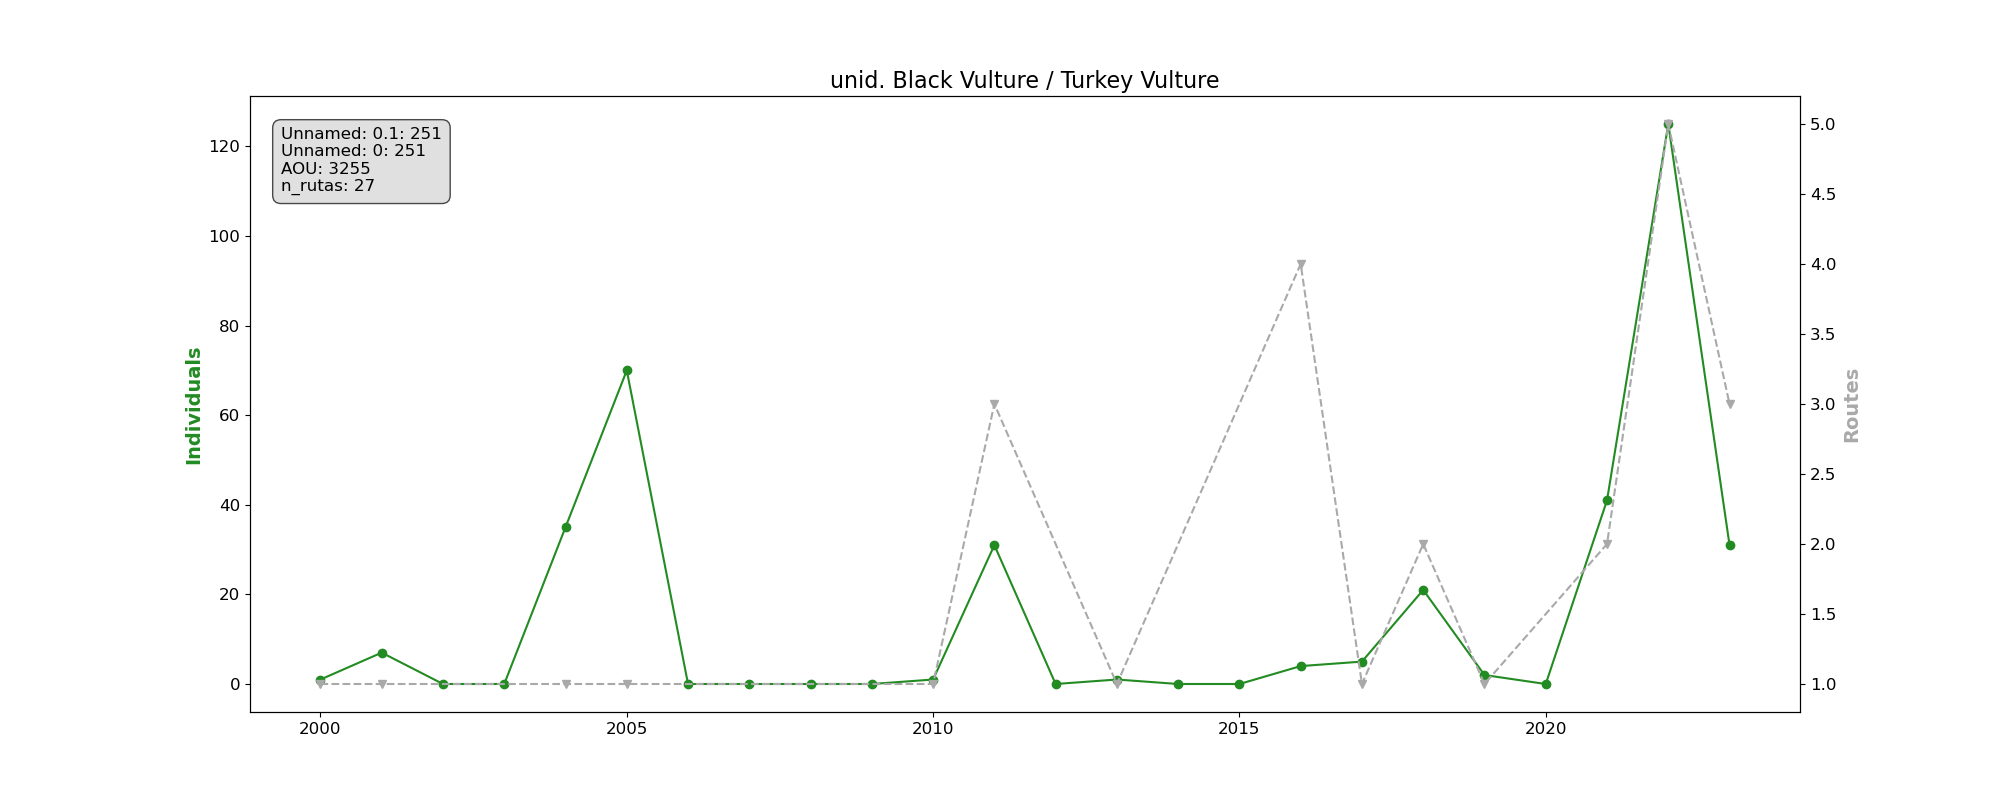 unid. Black Vulture / Turkey Vulture
Unnamed: 0.1: 251
Unnamed: 0: 251
AOU: 3255
n_rutas: 27
120
100
80
60
40
20
0
Individuals
5.0
4.5
4.0
3.5
3.0
2.5
2.0
1.5
1.0
Routes
2000 2005 2010 2015 2020